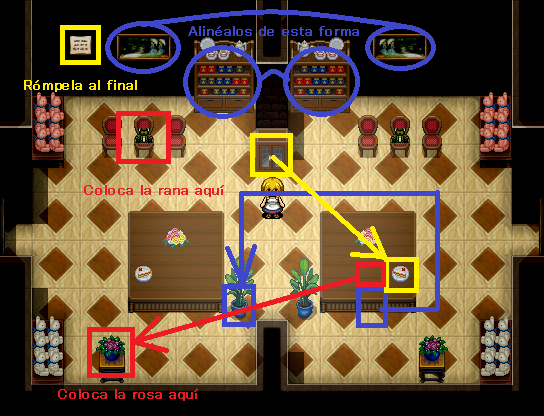 Alinéalos de esta forma
Rómpela al final
Coloca la rana aquí
Coloca la rosa aquí